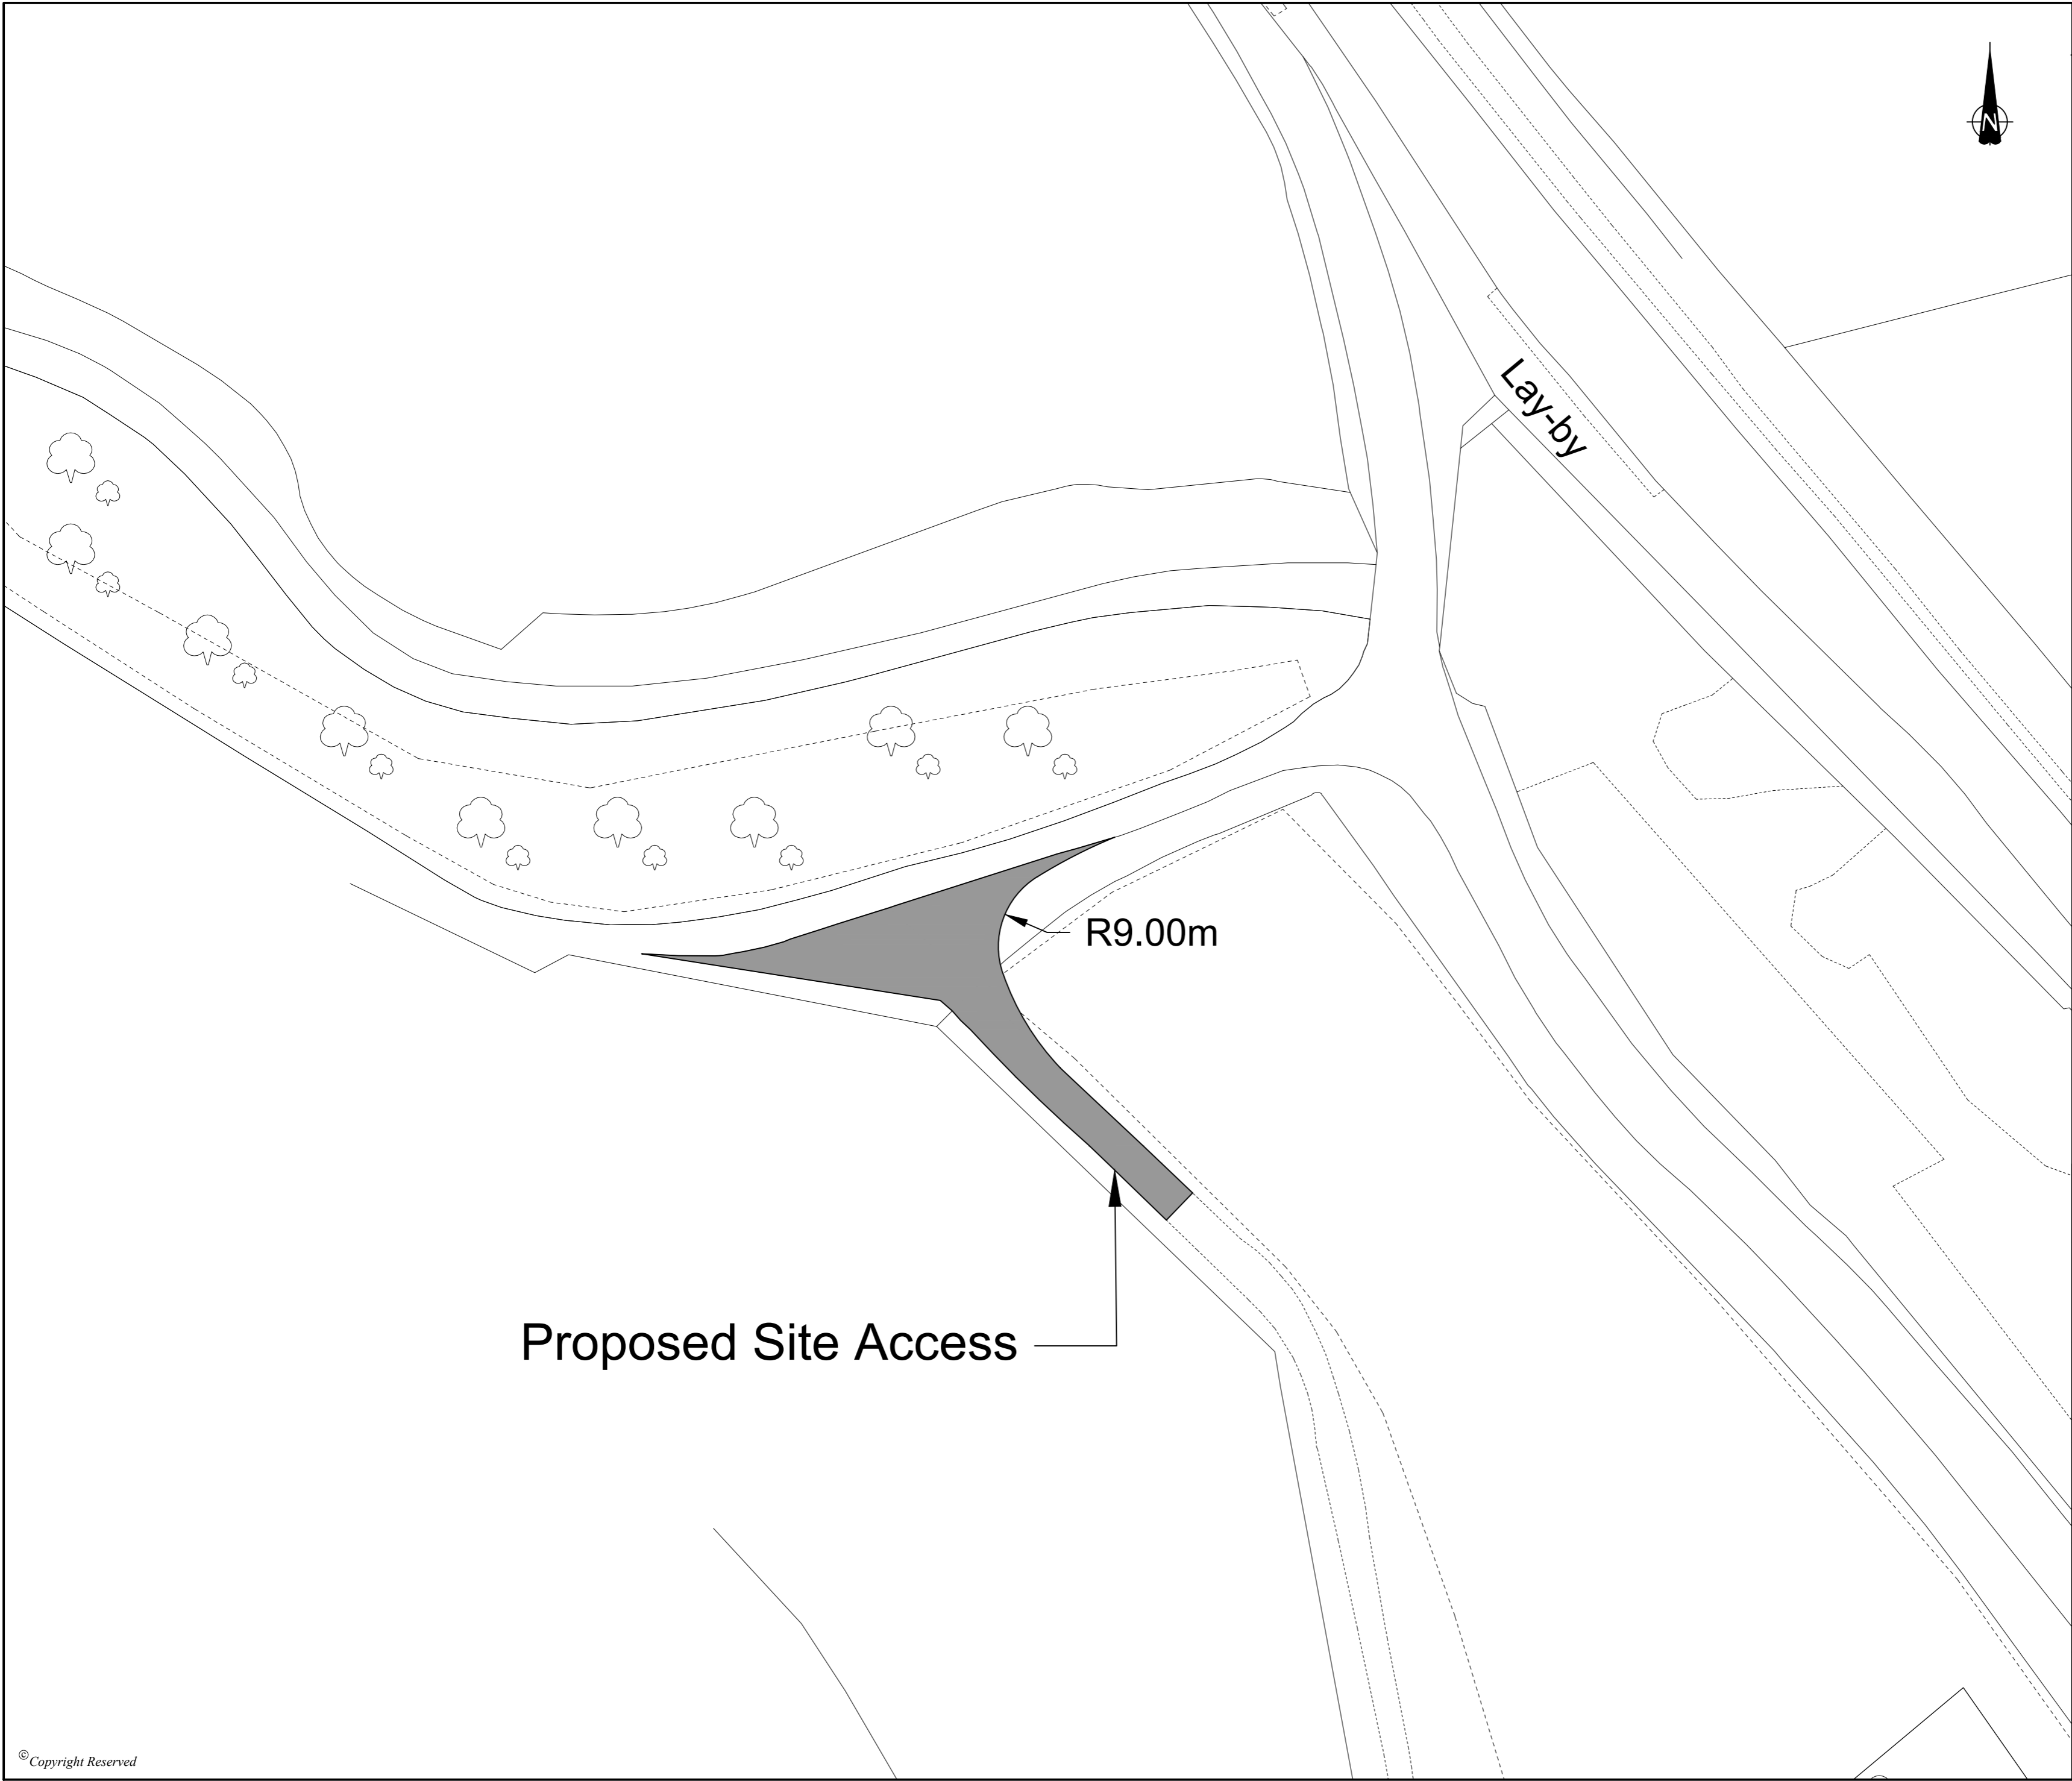 N
Lay-by
R9.00m
Proposed Site Access
© Copyright Reserved